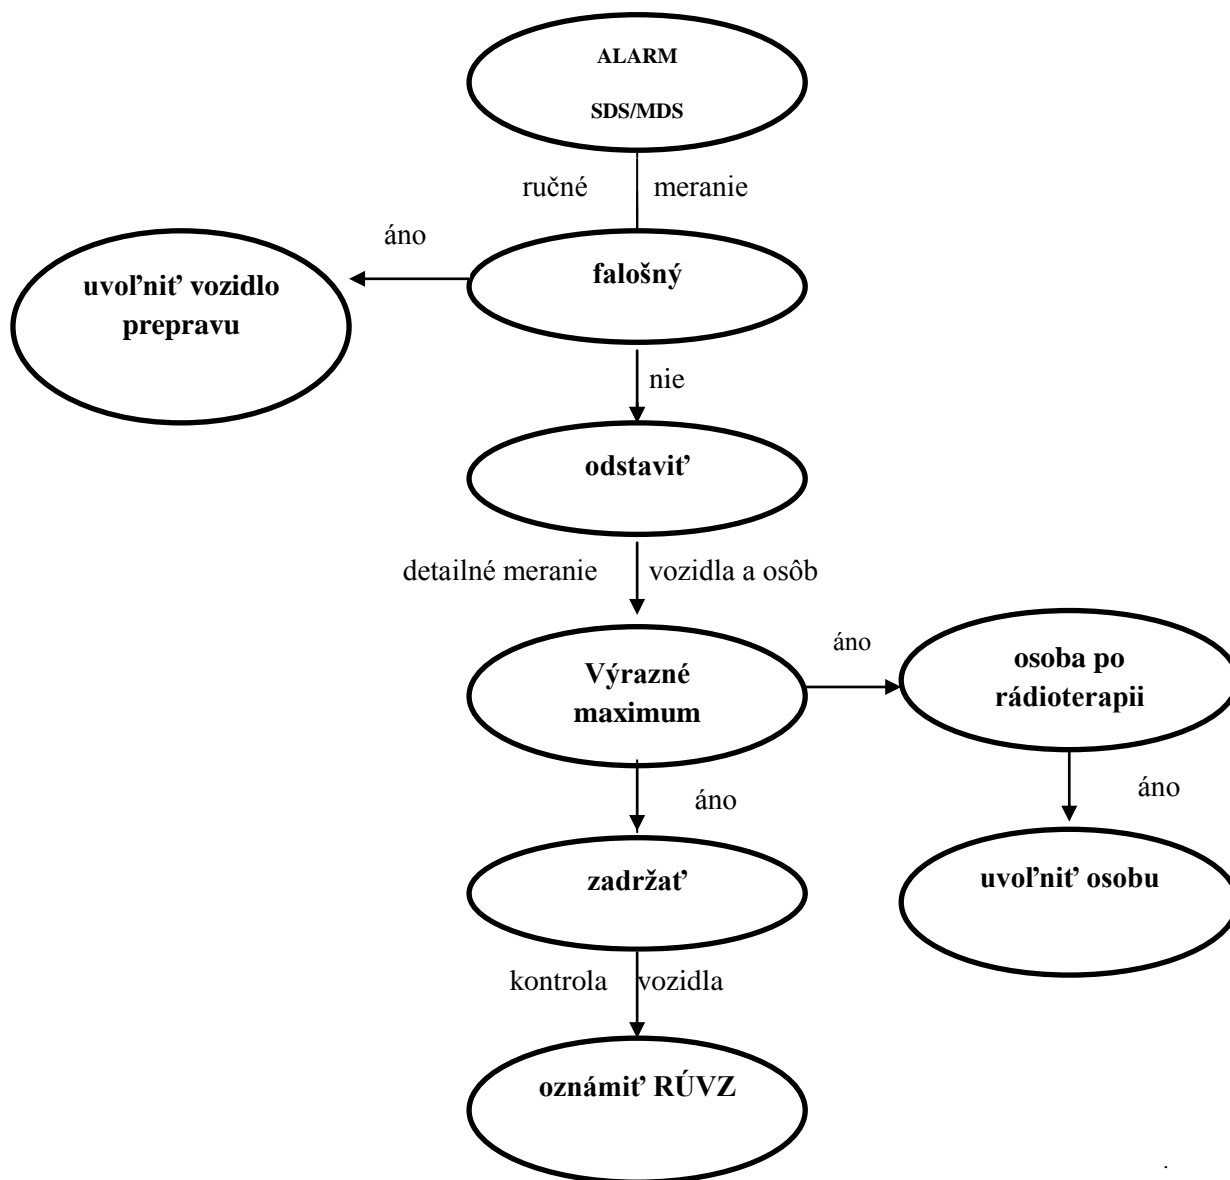 ALARM
SDS/MDS
ručné meranie
áno
falošný
uvoľniť vozidlo
prepravu
nie
odstaviť
detailné meranie vozidla a osôb
áno
Výrazné
maximum
osoba po
rádioterapii
áno
áno
zadržať
uvoľniť osobu
kontrola vozidla
oznámiť RÚVZ
.